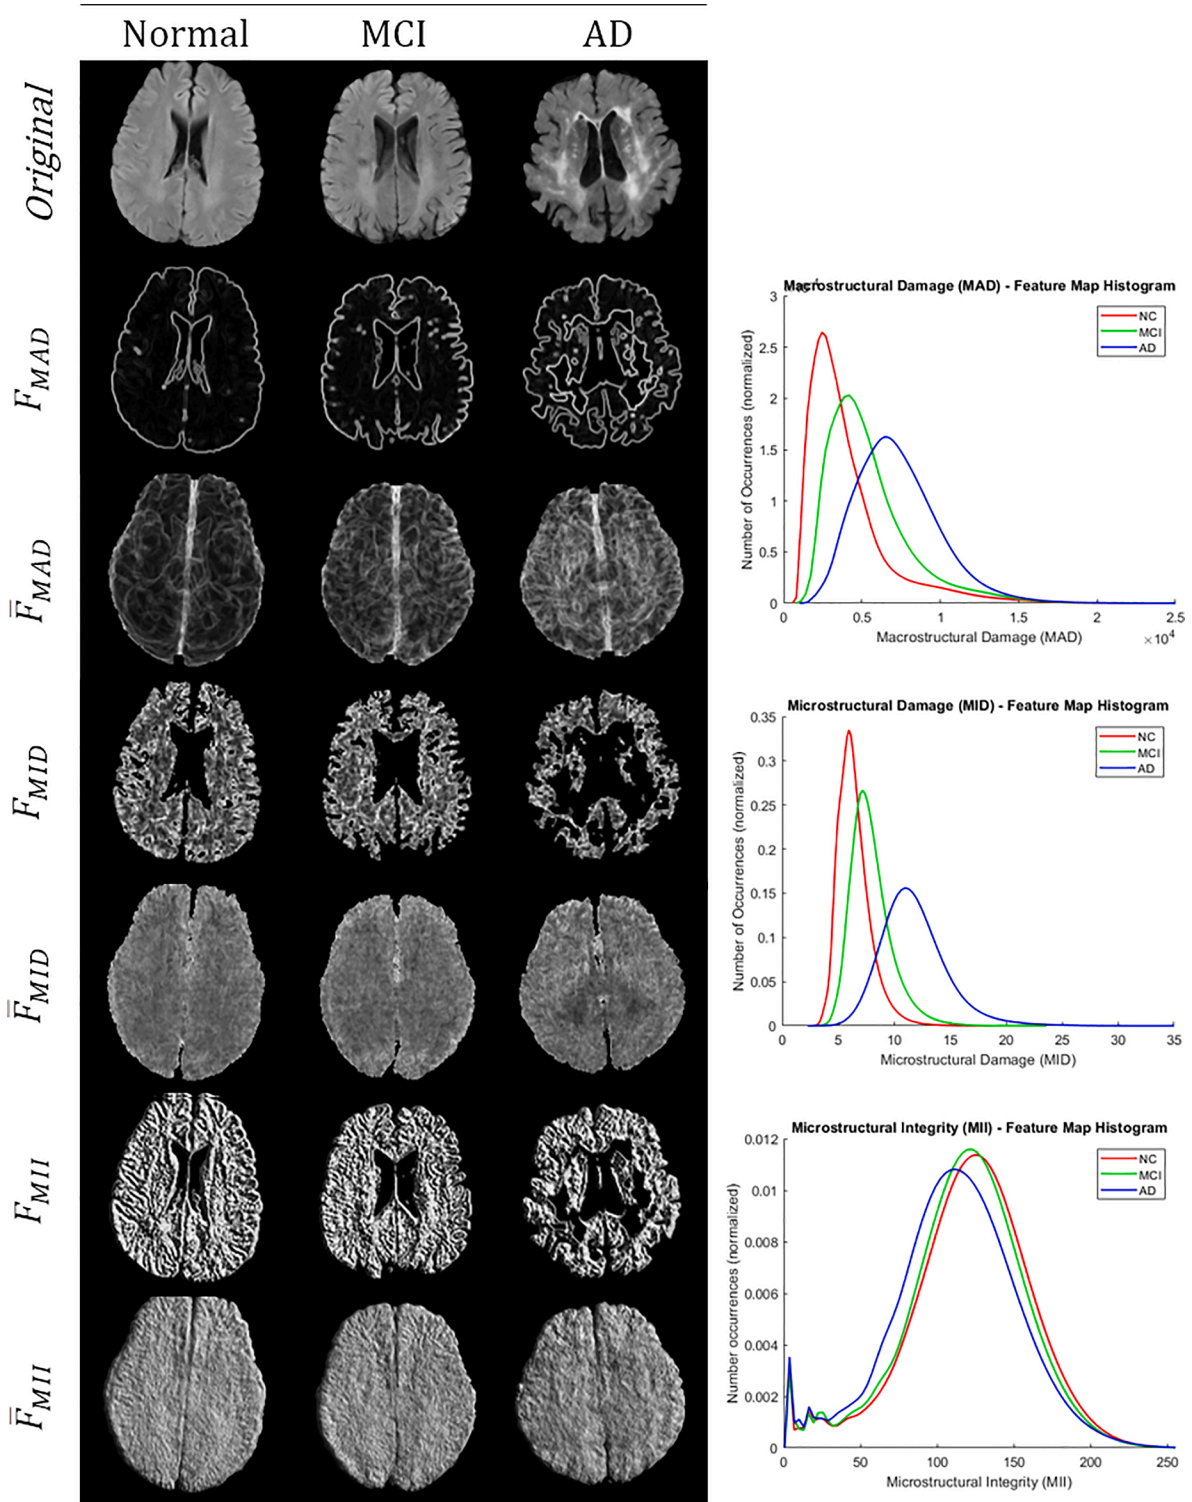 Normal MCI AD
Original
F_MAD
F̿_MAD
F_MID
F̿_MID
F_MII
F̿_MII
Macrostructural Damage (MAD) - Feature Map Histogram
NC
MCI
AD
Number of Occurrences (normalized)
3
2.5
2
1.5
1
0.5
0
0 0.5 1 1.5 2 2.5
Macrostructural Damage (MAD) ×10⁴
Microstructural Damage (MID) - Feature Map Histogram
NC
MCI
AD
Number of Occurrences (normalized)
0.35
0.3
0.25
0.2
0.15
0.1
0.05
0
0 5 10 15 20 25 30 35
Microstructural Damage (MID)
Microstructural Integrity (MII) - Feature Map Histogram
NC
MCI
AD
Number occurrences (normalized)
0.012
0.01
0.008
0.006
0.004
0.002
0
0 50 100 150 200 250
Microstructural Integrity (MII)